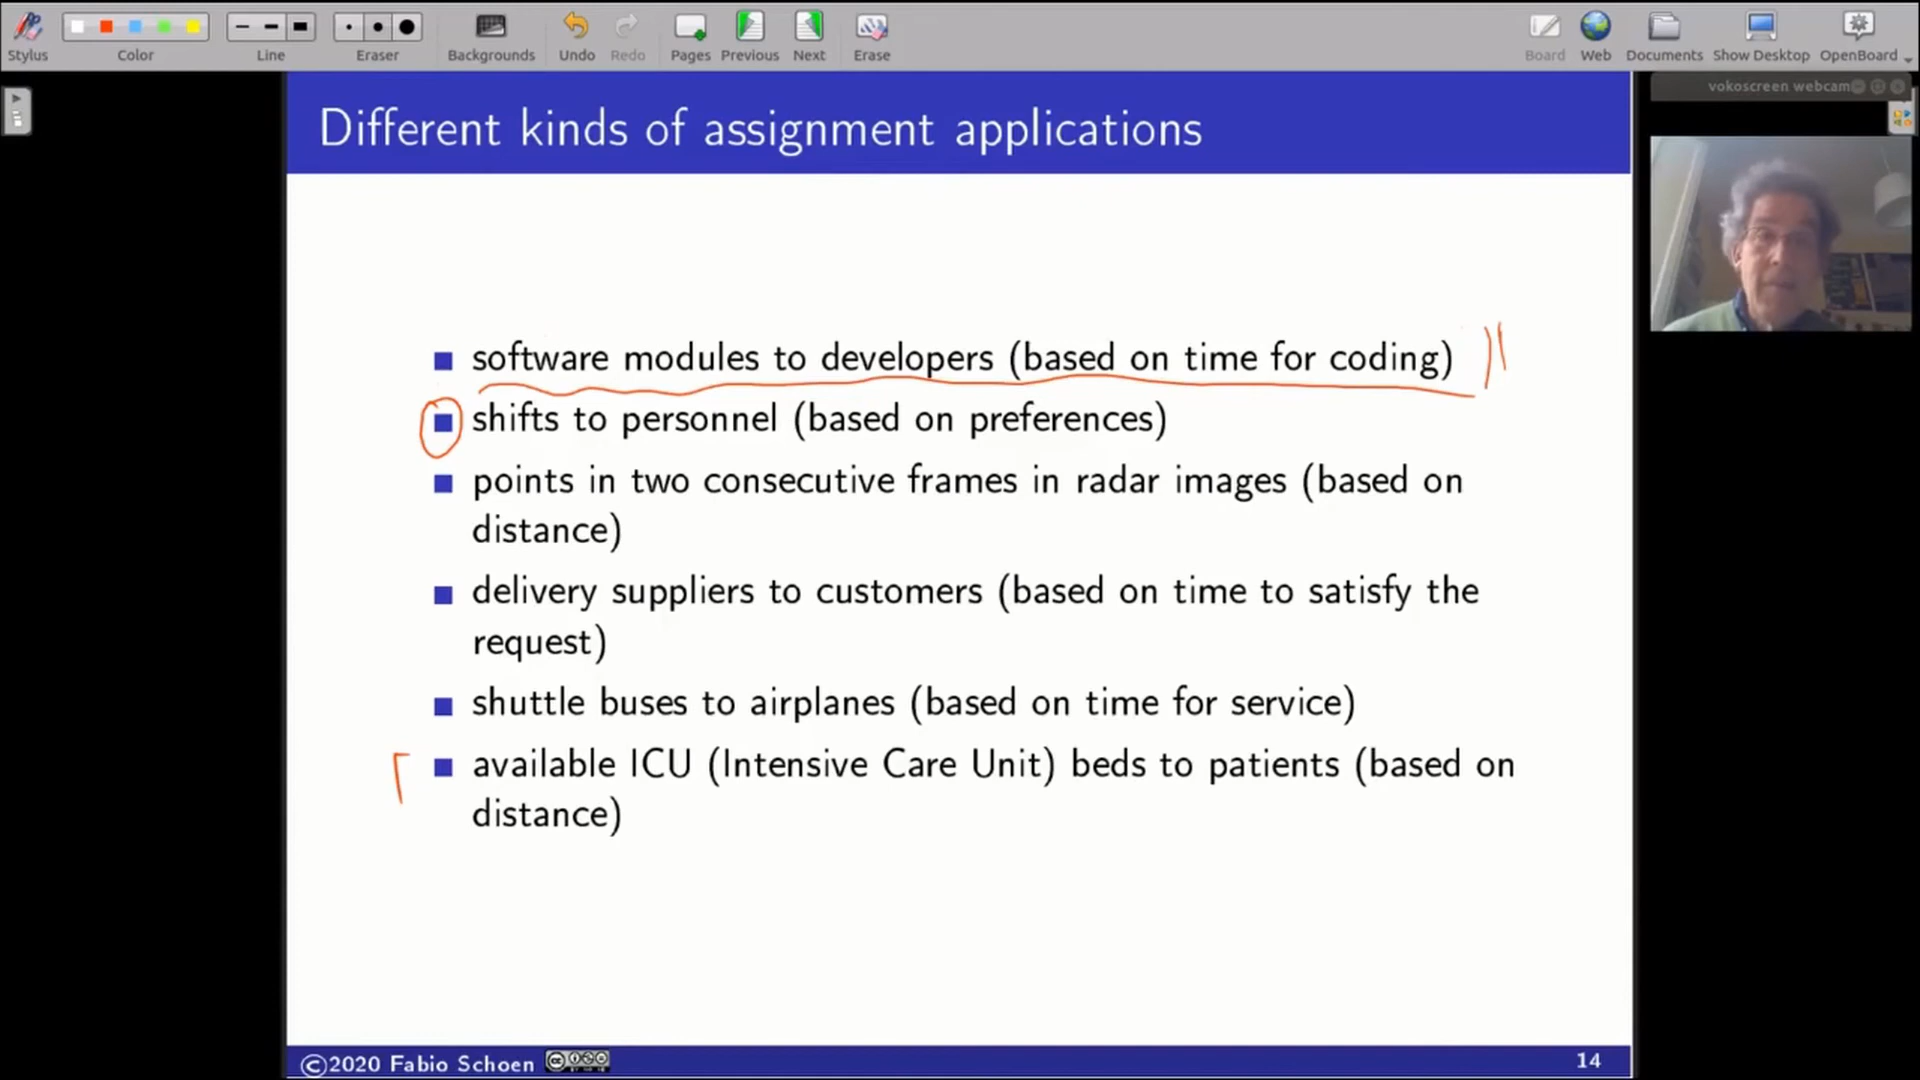 Stylus
Color
Line
Eraser
Backgrounds
Undo
Redo
Pages
Previous
Next
Erase
Board
Web
Documents
Show Desktop
OpenBoard
vokoscreen webcam
Different kinds of assignment applications
software modules to developers (based on time for coding)
shifts to personnel (based on preferences)
points in two consecutive frames in radar images (based on
distance)
delivery suppliers to customers (based on time to satisfy the
request)
shuttle buses to airplanes (based on time for service)
available ICU (Intensive Care Unit) beds to patients (based on
distance)
©2020 Fabio Schoen
14